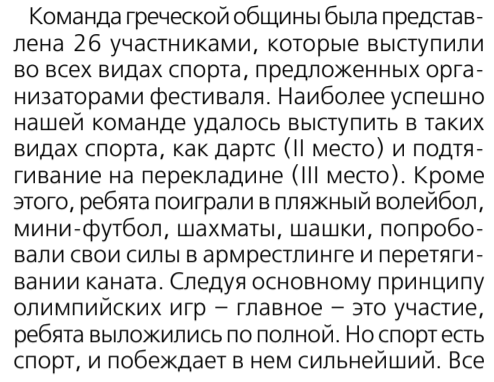 Команда греческой общины была представ-
лена 26 участниками, которые выступили
во всех видах спорта, предложенных орга-
низаторами фестиваля. Наиболее успешно
нашей команде удалось выступить в таких
видах спорта, как дартс (II место) и подтя-
гивание на перекладине (III место). Кроме
этого, ребята поиграли в пляжный волейбол,
мини-футбол, шахматы, шашки, попробо-
вали свои силы в армрестлинге и перетяги-
вании каната. Следуя основному принципу
олимпийских игр – главное – это участие,
ребята выложились по полной. Но спорт есть
спорт, и побеждает в нем сильнейший. Все